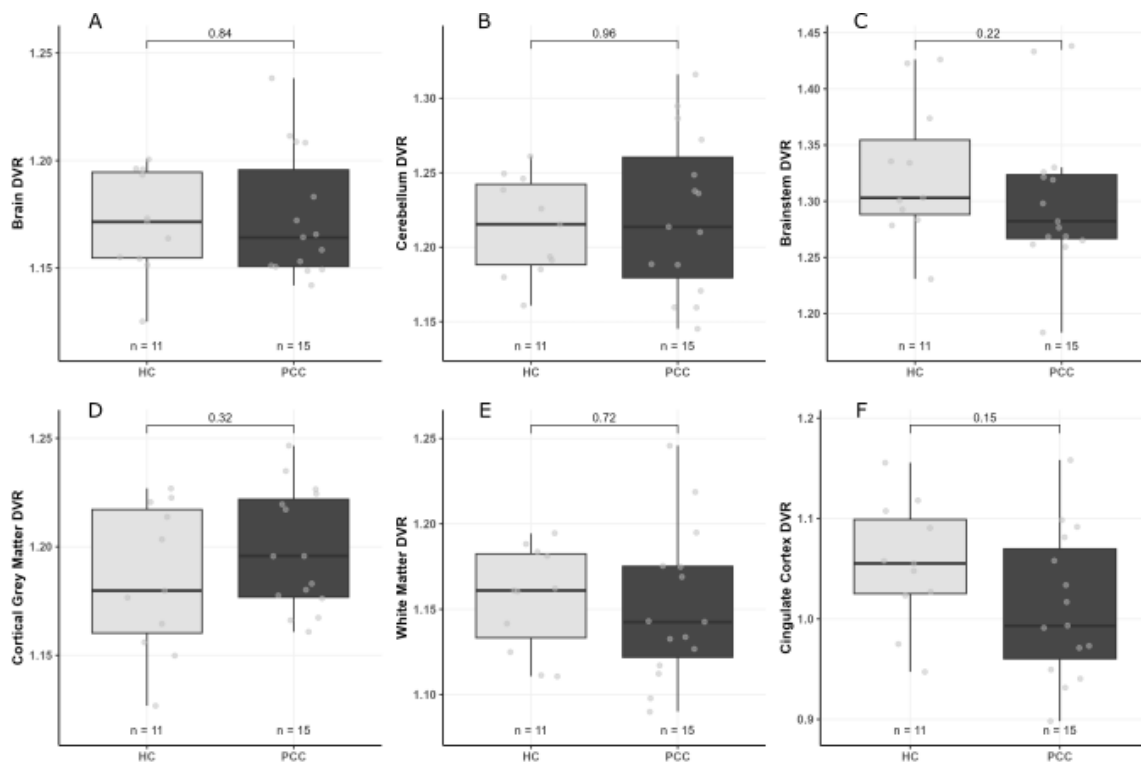 A
0.84
Brain DVR
1.25
1.20
1.15
n = 11
n = 15
HC
PCC
B
0.96
Cerebellum DVR
1.30
1.25
1.20
1.15
n = 11
n = 15
HC
PCC
C
0.22
Brainstem DVR
1.45
1.40
1.35
1.30
1.25
1.20
n = 11
n = 15
HC
PCC
D
0.32
Cortical Grey Matter DVR
1.25
1.20
1.15
n = 11
n = 15
HC
PCC
E
0.72
White Matter DVR
1.25
1.20
1.15
1.10
n = 11
n = 15
HC
PCC
F
0.15
Cingulate Cortex DVR
1.2
1.1
1.0
0.9
n = 11
n = 15
HC
PCC